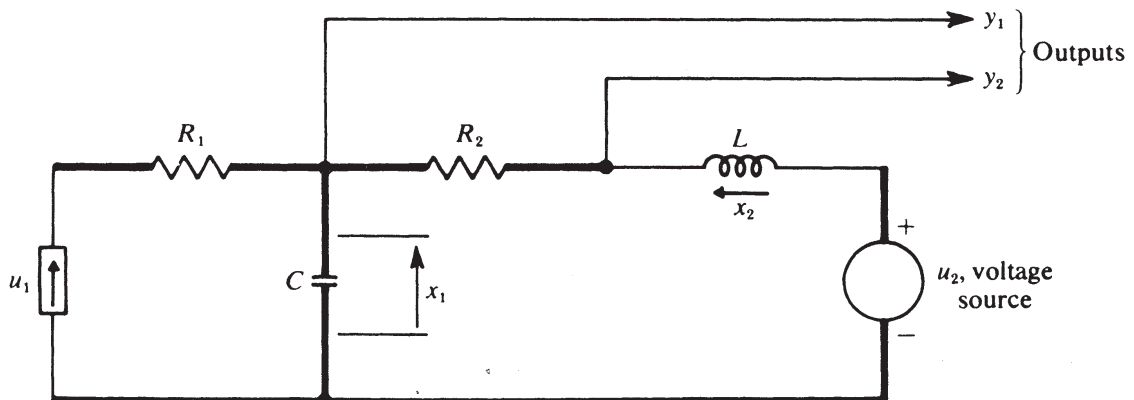 y₁
Outputs
y₂
R₁
R₂
L
x₂
+
u₁
C
x₁
u₂, voltage
source
−